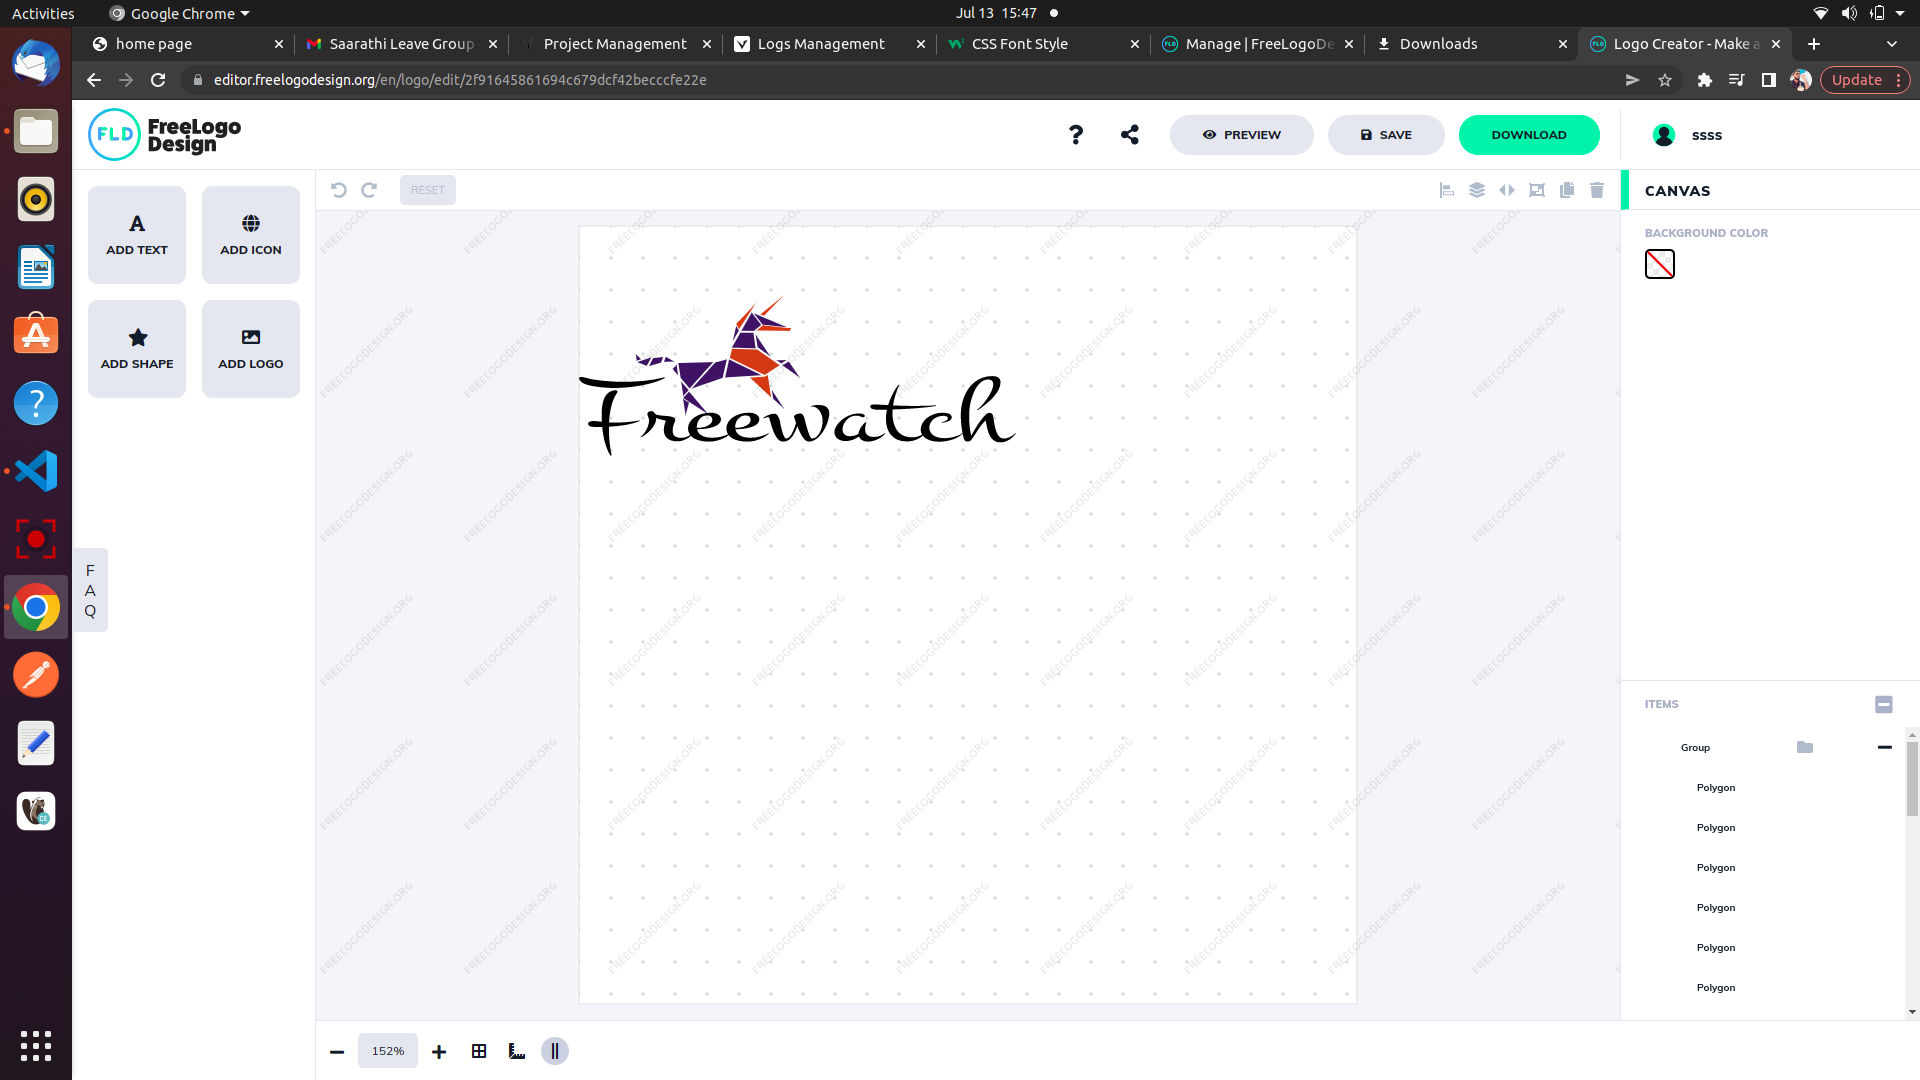 Activities
Google Chrome
Jul 13 15:47
home page
Saarathi Leave Group
Project Management
Logs Management
CSS Font Style
Manage | FreeLogoDe
Downloads
Logo Creator - Make a
editor.freelogodesign.org/en/logo/edit/2f91645861694c679dcf42becccfe22e
Update
FLD
FreeLogo
Design
?
PREVIEW
SAVE
DOWNLOAD
ssss
A
ADD TEXT
ADD ICON
ADD SHAPE
ADD LOGO
RESET
CANVAS
BACKGROUND COLOR
FREELOGODESIGN.ORG
Freewatch
F
A
Q
ITEMS
Group
Polygon
Polygon
Polygon
Polygon
Polygon
Polygon
152%